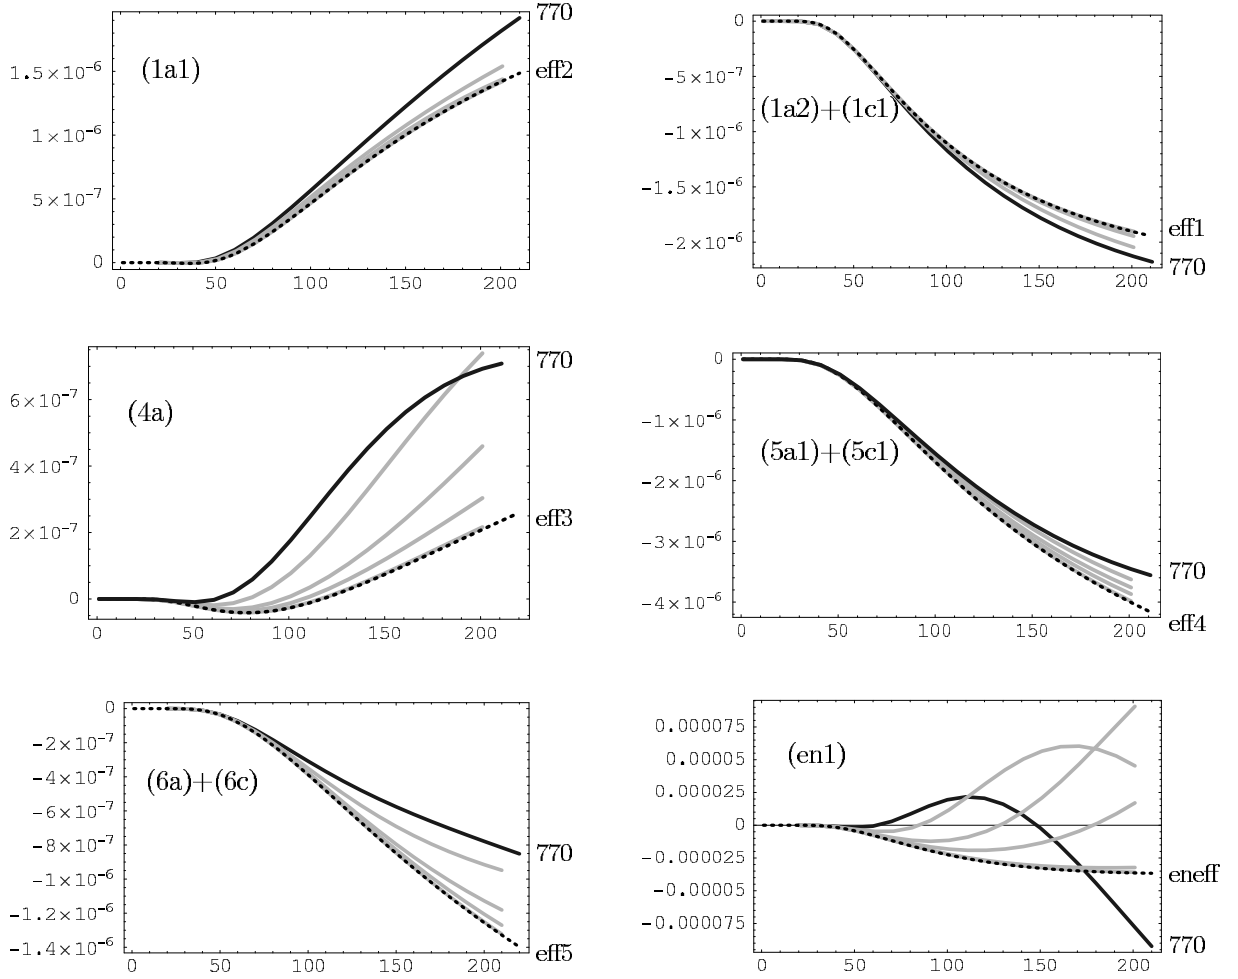 770
(1a1)
eff2
1.5×10⁻⁶
1×10⁻⁶
5×10⁻⁷
0
0 50 100 150 200
0
-5×10⁻⁷
-1×10⁻⁶
-1.5×10⁻⁶
-2×10⁻⁶
(1a2)+(1c1)
eff1
770
0 50 100 150 200
770
6×10⁻⁷
4×10⁻⁷
2×10⁻⁷
0
(4a)
eff3
0 50 100 150 200
0
-1×10⁻⁶
-2×10⁻⁶
-3×10⁻⁶
-4×10⁻⁶
(5a1)+(5c1)
770
eff4
0 50 100 150 200
0
-2×10⁻⁷
-4×10⁻⁷
-6×10⁻⁷
-8×10⁻⁷
-1×10⁻⁶
-1.2×10⁻⁶
-1.4×10⁻⁶
(6a)+(6c)
770
eff5
0 50 100 150 200
0.000075
0.00005
0.000025
0
-0.000025
-0.00005
-0.000075
(en1)
eneff
770
0 50 100 150 200